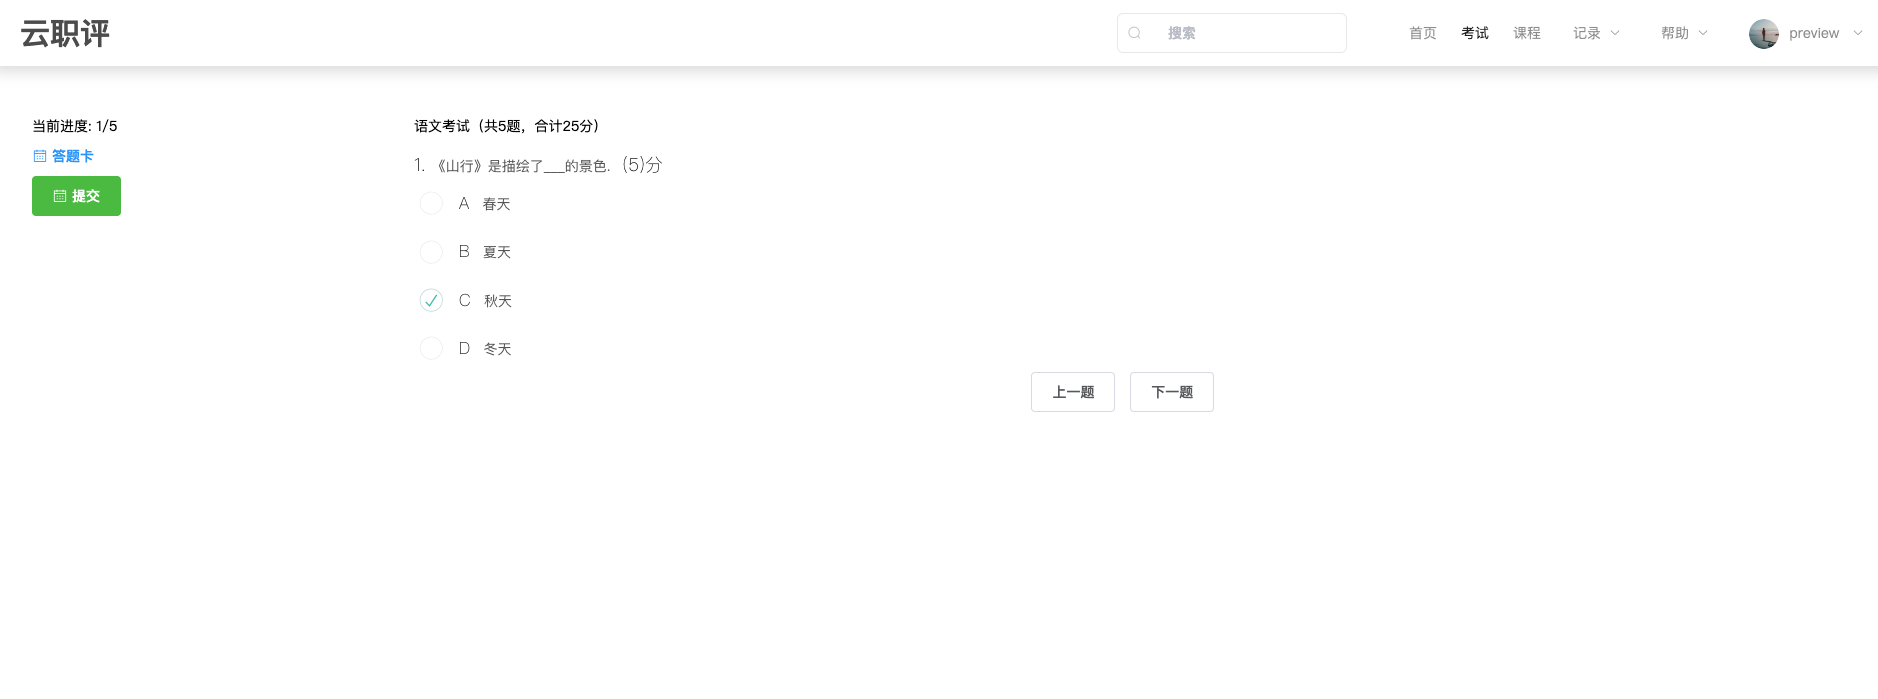 云职评
搜索
首页 考试 课程 记录 帮助 preview
当前进度: 1/5
答题卡
提交
语文考试（共5题，合计25分）
1. 《山行》是描绘了___的景色. (5)分
A 春天
B 夏天
C 秋天
D 冬天
上一题 下一题